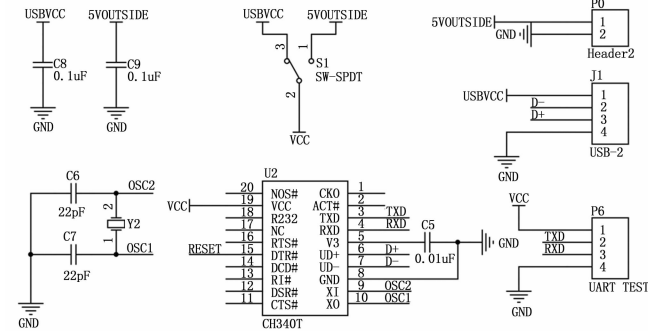 USBVCC 5VOUTSIDE
C8
0.1uF
C9
0.1uF
GND GND
USBVCC 5VOUTSIDE
3 1
S1
SW-SPDT
2
VCC
P0
5VOUTSIDE 1
GND 2
Header2
J1
USBVCC 1
D- 2
D+ 3
4
USB-2
GND
C6
OSC2
22pF
2
Y2
1
C7
OSC1
22pF
GND
U2
20 NOS# CKO 1
VCC 19 VCC ACT# 2
18 R232 TXD 3 TXD
17 NC RXD 4 RXD
16 RTS# V3 5
RESET 15 DTR# UD+ 6 D+
14 DCD# UD- 7 D-
13 RI# GND 8
12 DSR# XI 9 OSC2
11 CTS# XO 10 OSC1
CH340T
C5
0.01uF
GND
VCC
P6
1
TXD 2
RXD 3
4
UART TEST
GND